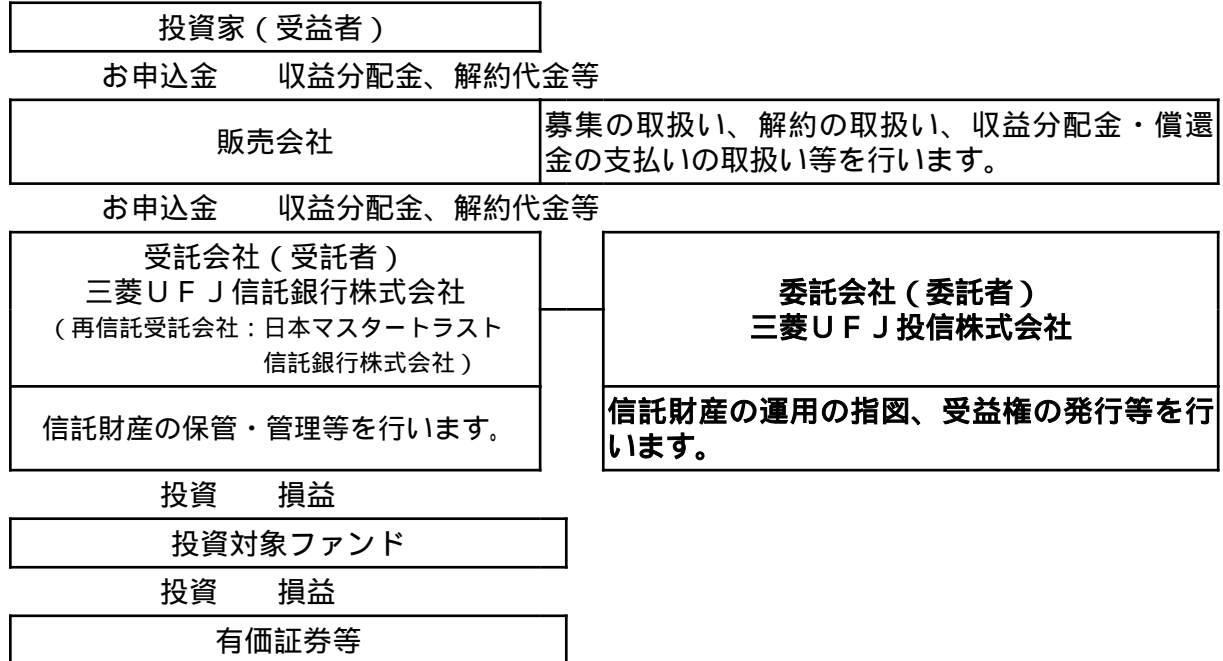 投資家（受益者）
お申込金　　収益分配金、解約代金等
販売会社
募集の取扱い、解約の取扱い、収益分配金・償還
金の支払いの取扱い等を行います。
お申込金　　収益分配金、解約代金等
受託会社（受託者）
三菱ＵＦＪ信託銀行株式会社
（再信託受託会社：日本マスタートラスト
信託銀行株式会社）
委託会社（委託者）
三菱ＵＦＪ投信株式会社
信託財産の保管・管理等を行います。
信託財産の運用の指図、受益権の発行等を行
います。
投資　　損益
投資対象ファンド
投資　　損益
有価証券等